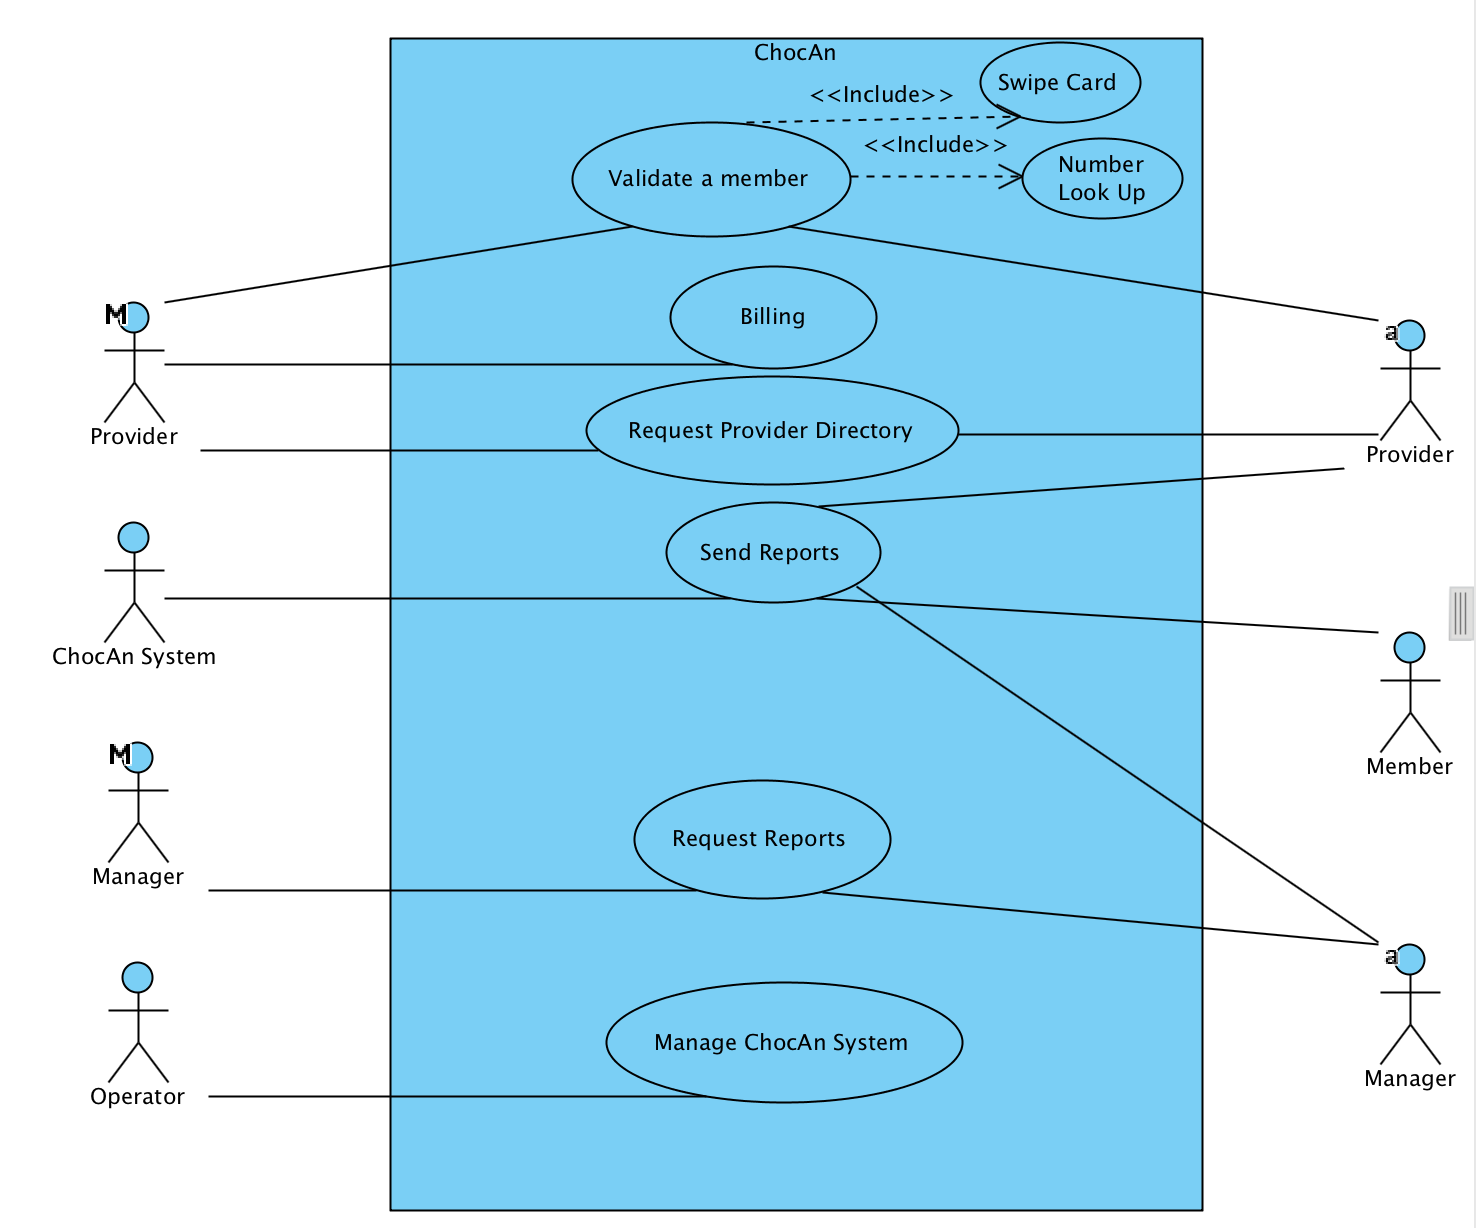 ChocAn
Swipe Card
<<Include>>
<<Include>>
Validate a member
Number
Look Up
M
Billing
a
Provider
Request Provider Directory
Provider
Send Reports
ChocAn System
M
Member
Request Reports
Manager
a
Manage ChocAn System
Manager
Operator